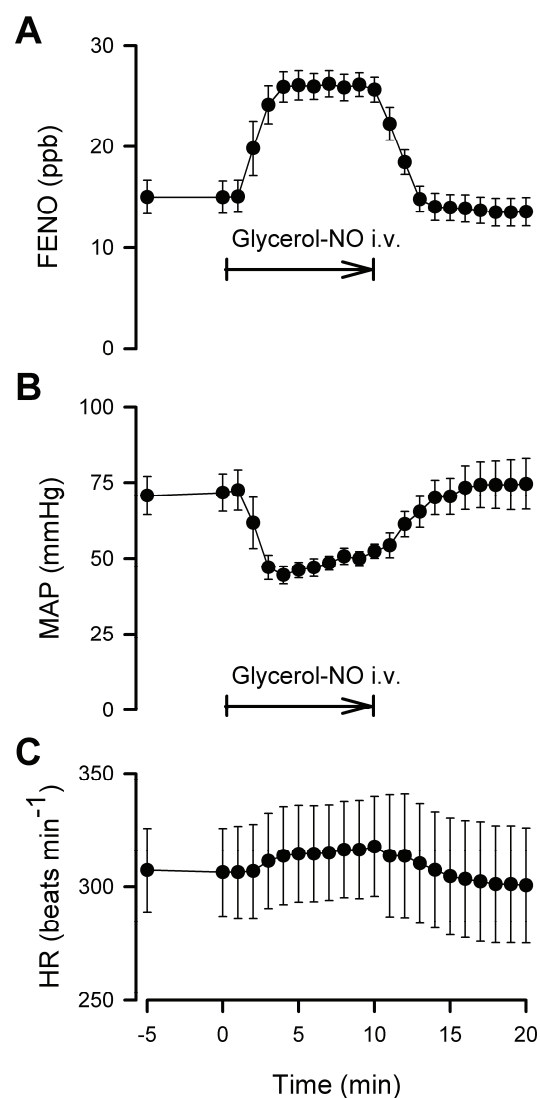 A
30
20
10
0
FENO (ppb)
Glycerol-NO i.v.
B
100
75
50
25
0
MAP (mmHg)
Glycerol-NO i.v.
C
350
300
250
HR (beats min⁻¹)
-5 0 5 10 15 20
Time (min)